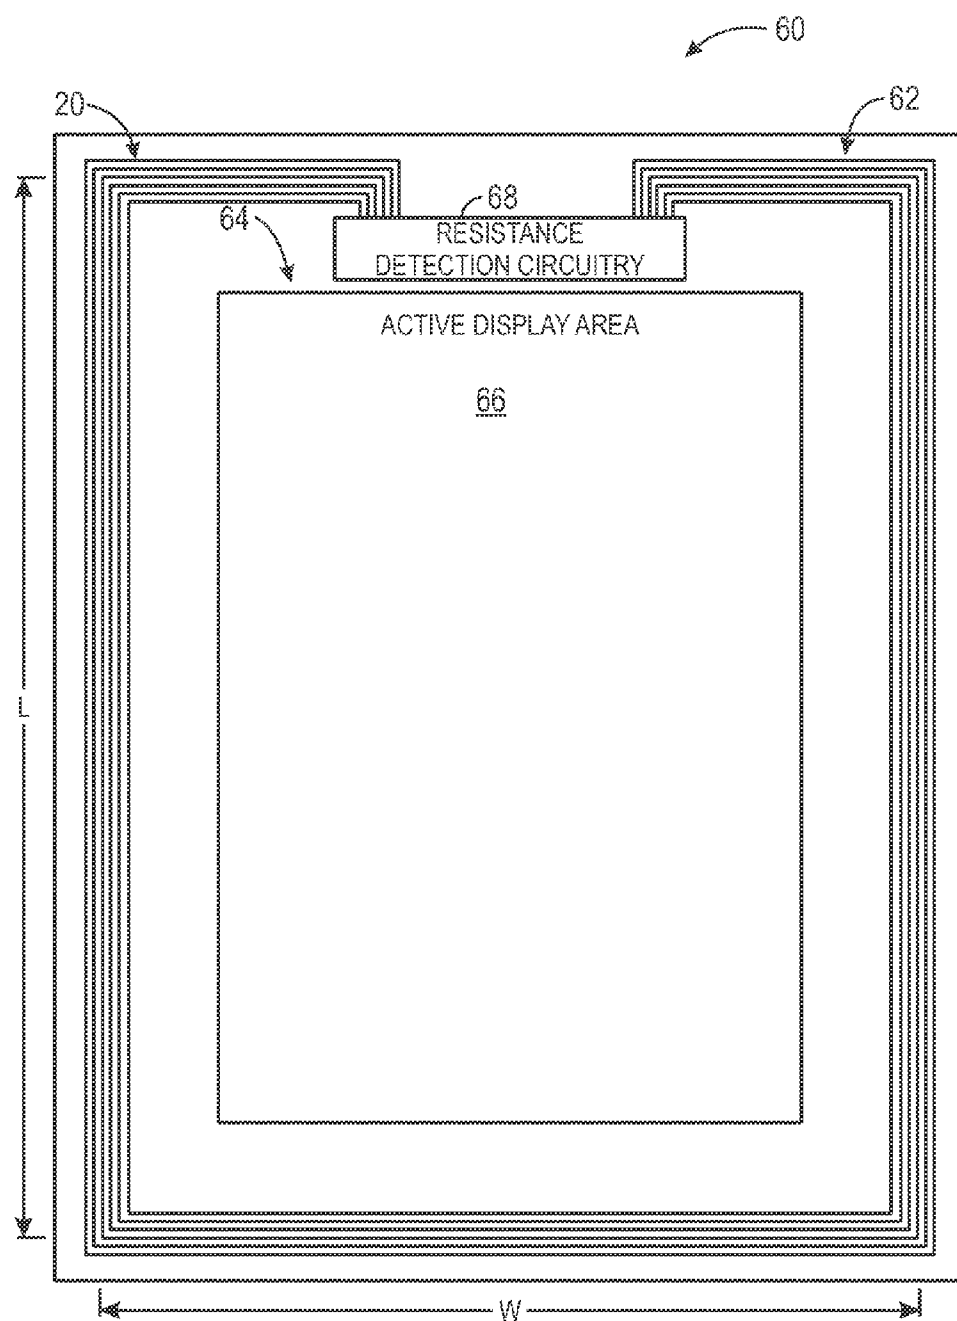 60
20
62
64
68
RESISTANCE
DETECTION CIRCUITRY
ACTIVE DISPLAY AREA
66
L
W